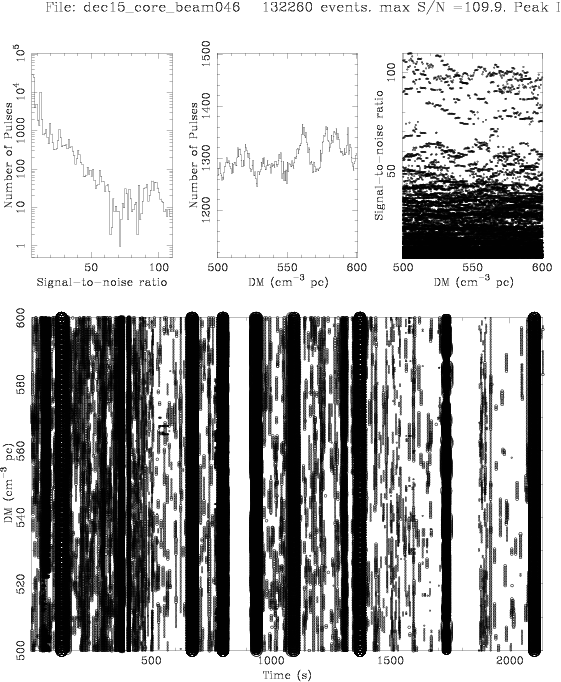 File: dec15_core_beam046 132260 events. max S/N =109.9. Peak
Number of Pulses
1 10 100 1000 10^4 10^5
50 100
Signal-to-noise ratio
Number of Pulses
1200 1300 1400 1500
500 550 600
DM (cm^-3 pc)
Signal-to-noise ratio
50 100
500 550 600
DM (cm^-3 pc)
DM (cm^-3 pc)
500 520 540 560 580 600
500 1000 1500 2000
Time (s)